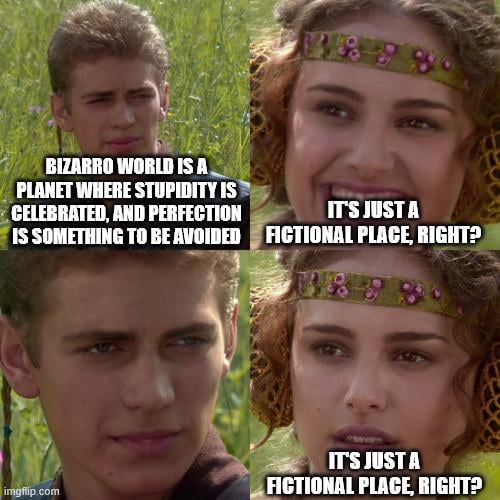 BIZARRO WORLD IS A
PLANET WHERE STUPIDITY IS
CELEBRATED, AND PERFECTION
IS SOMETHING TO BE AVOIDED
IT'S JUST A
FICTIONAL PLACE, RIGHT?
IT'S JUST A
FICTIONAL PLACE, RIGHT?
imgflip.com